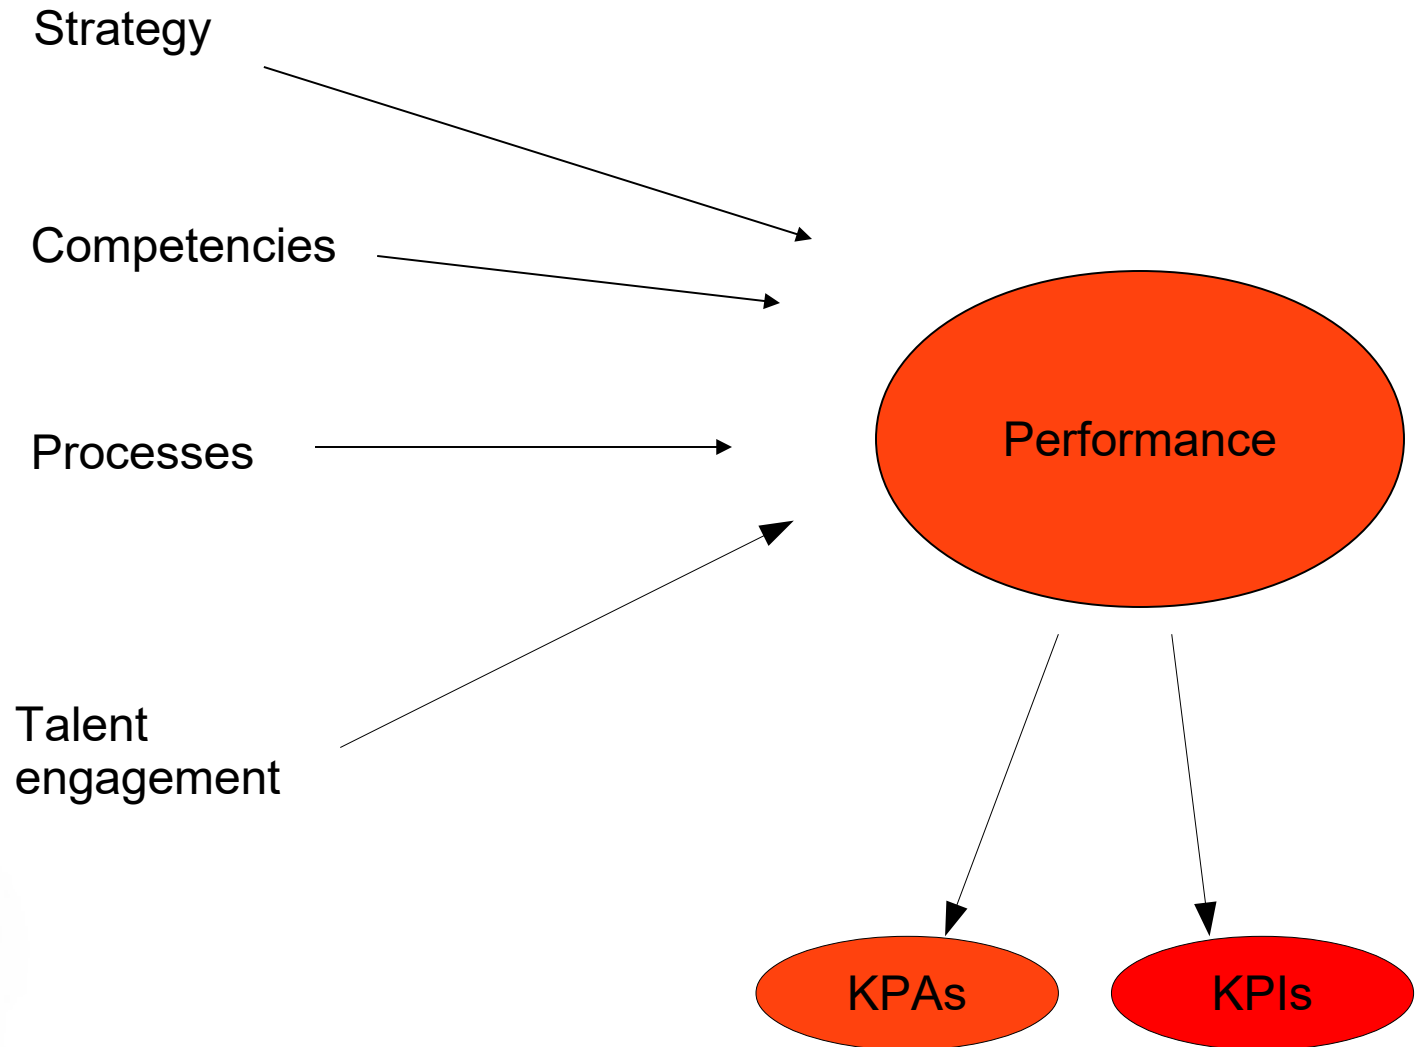 Strategy
Competencies
Processes
Performance
Talent
engagement
KPAs
KPIs